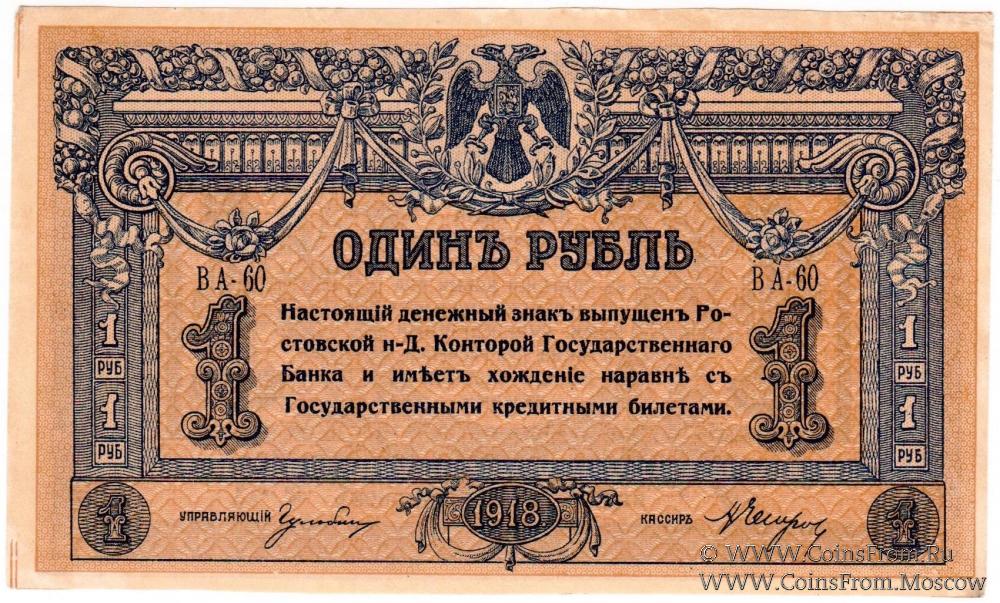 ОДИНЪ РУБЛЬ
ВА-60 ВА-60
1 1
Настоящій денежный знакъ выпущенъ Ро-
стовской н-Д. Конторой Государственнаго
Банка и имѣетъ хожденіе наравнѣ съ
Государственными кредитными билетами.
1 1
РУБ РУБ
1 1
РУБ РУБ
1 1
УПРАВЛЯЮЩІЙ 1918 КАССИРЪ
© WWW.CoinsFrom.Ru
WWW.CoinsFrom.Moscow